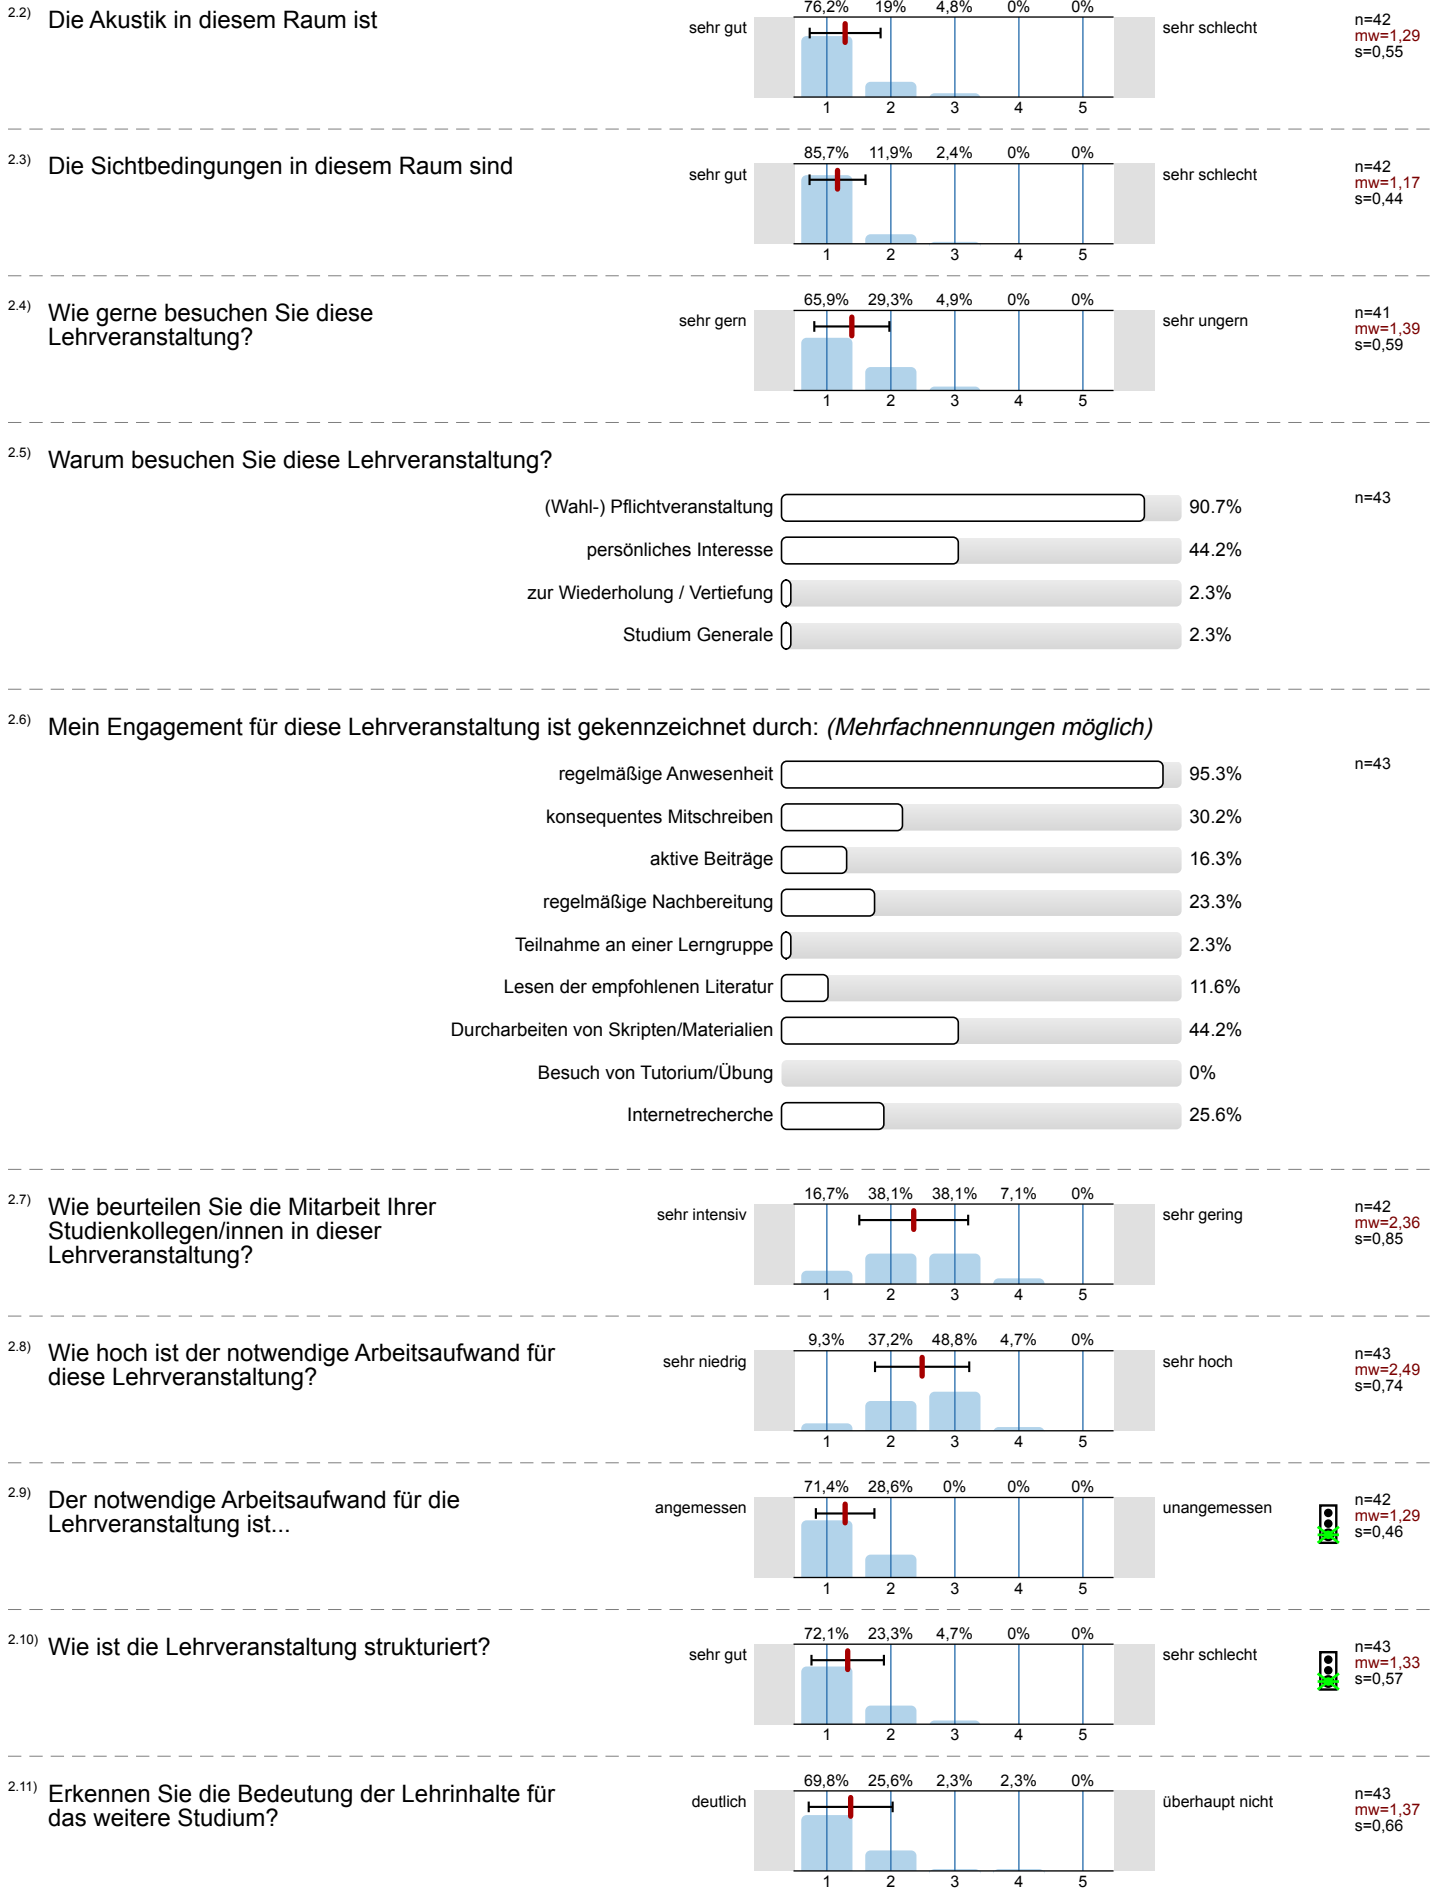 2.2) Die Akustik in diesem Raum ist
76,2% 19% 4,8% 0% 0%
sehr gut sehr schlecht
n=42
mw=1,29
s=0,55
1 2 3 4 5
2.3) Die Sichtbedingungen in diesem Raum sind
85,7% 11,9% 2,4% 0% 0%
sehr gut sehr schlecht
n=42
mw=1,17
s=0,44
1 2 3 4 5
2.4) Wie gerne besuchen Sie diese
Lehrveranstaltung?
65,9% 29,3% 4,9% 0% 0%
sehr gern sehr ungern
n=41
mw=1,39
s=0,59
1 2 3 4 5
2.5) Warum besuchen Sie diese Lehrveranstaltung?
(Wahl-) Pflichtveranstaltung 90.7% n=43
persönliches Interesse 44.2%
zur Wiederholung / Vertiefung 2.3%
Studium Generale 2.3%
2.6) Mein Engagement für diese Lehrveranstaltung ist gekennzeichnet durch: (Mehrfachnennungen möglich)
regelmäßige Anwesenheit 95.3% n=43
konsequentes Mitschreiben 30.2%
aktive Beiträge 16.3%
regelmäßige Nachbereitung 23.3%
Teilnahme an einer Lerngruppe 2.3%
Lesen der empfohlenen Literatur 11.6%
Durcharbeiten von Skripten/Materialien 44.2%
Besuch von Tutorium/Übung 0%
Internetrecherche 25.6%
2.7) Wie beurteilen Sie die Mitarbeit Ihrer
Studienkollegen/innen in dieser
Lehrveranstaltung?
16,7% 38,1% 38,1% 7,1% 0%
sehr intensiv sehr gering
n=42
mw=2,36
s=0,85
1 2 3 4 5
2.8) Wie hoch ist der notwendige Arbeitsaufwand für
diese Lehrveranstaltung?
9,3% 37,2% 48,8% 4,7% 0%
sehr niedrig sehr hoch
n=43
mw=2,49
s=0,74
1 2 3 4 5
2.9) Der notwendige Arbeitsaufwand für die
Lehrveranstaltung ist...
71,4% 28,6% 0% 0% 0%
angemessen unangemessen
n=42
mw=1,29
s=0,46
1 2 3 4 5
2.10) Wie ist die Lehrveranstaltung strukturiert?
72,1% 23,3% 4,7% 0% 0%
sehr gut sehr schlecht
n=43
mw=1,33
s=0,57
1 2 3 4 5
2.11) Erkennen Sie die Bedeutung der Lehrinhalte für
das weitere Studium?
69,8% 25,6% 2,3% 2,3% 0%
deutlich überhaupt nicht
n=43
mw=1,37
s=0,66
1 2 3 4 5